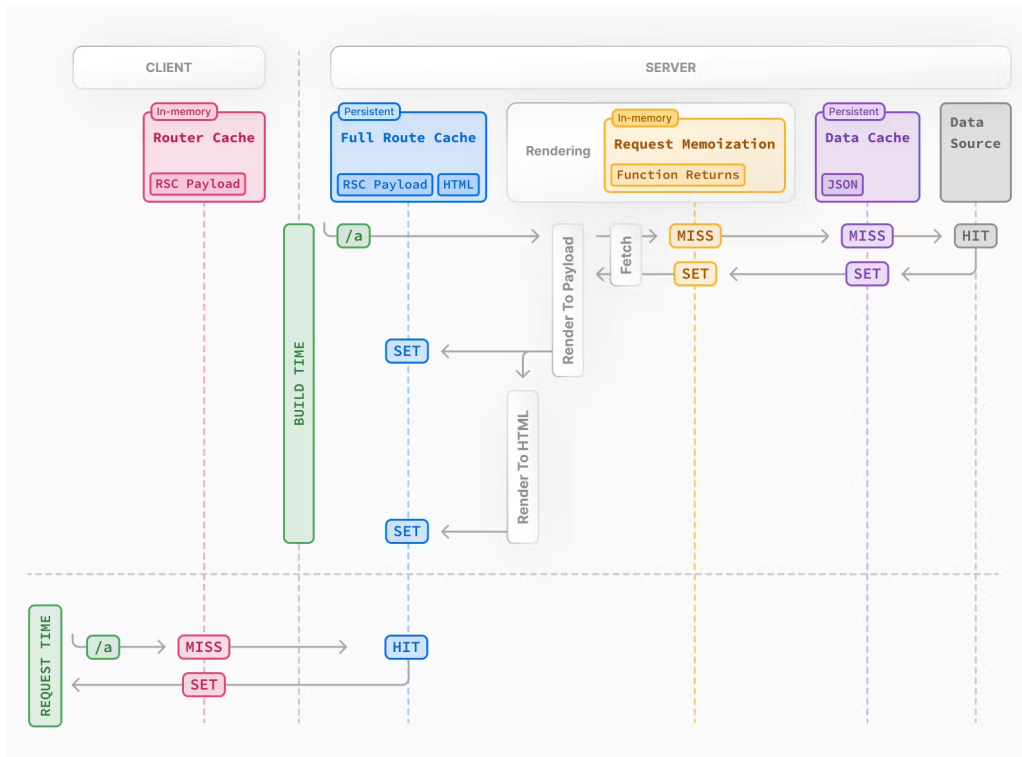 CLIENT
SERVER
In-memory
Router Cache
RSC Payload
Persistent
Full Route Cache
RSC Payload
HTML
Rendering
In-memory
Request Memoization
Function Returns
Persistent
Data Cache
JSON
Data
Source
BUILD TIME
/a
Render To Payload
Fetch
MISS
MISS
HIT
SET
SET
SET
Render To HTML
SET
REQUEST TIME
/a
MISS
HIT
SET